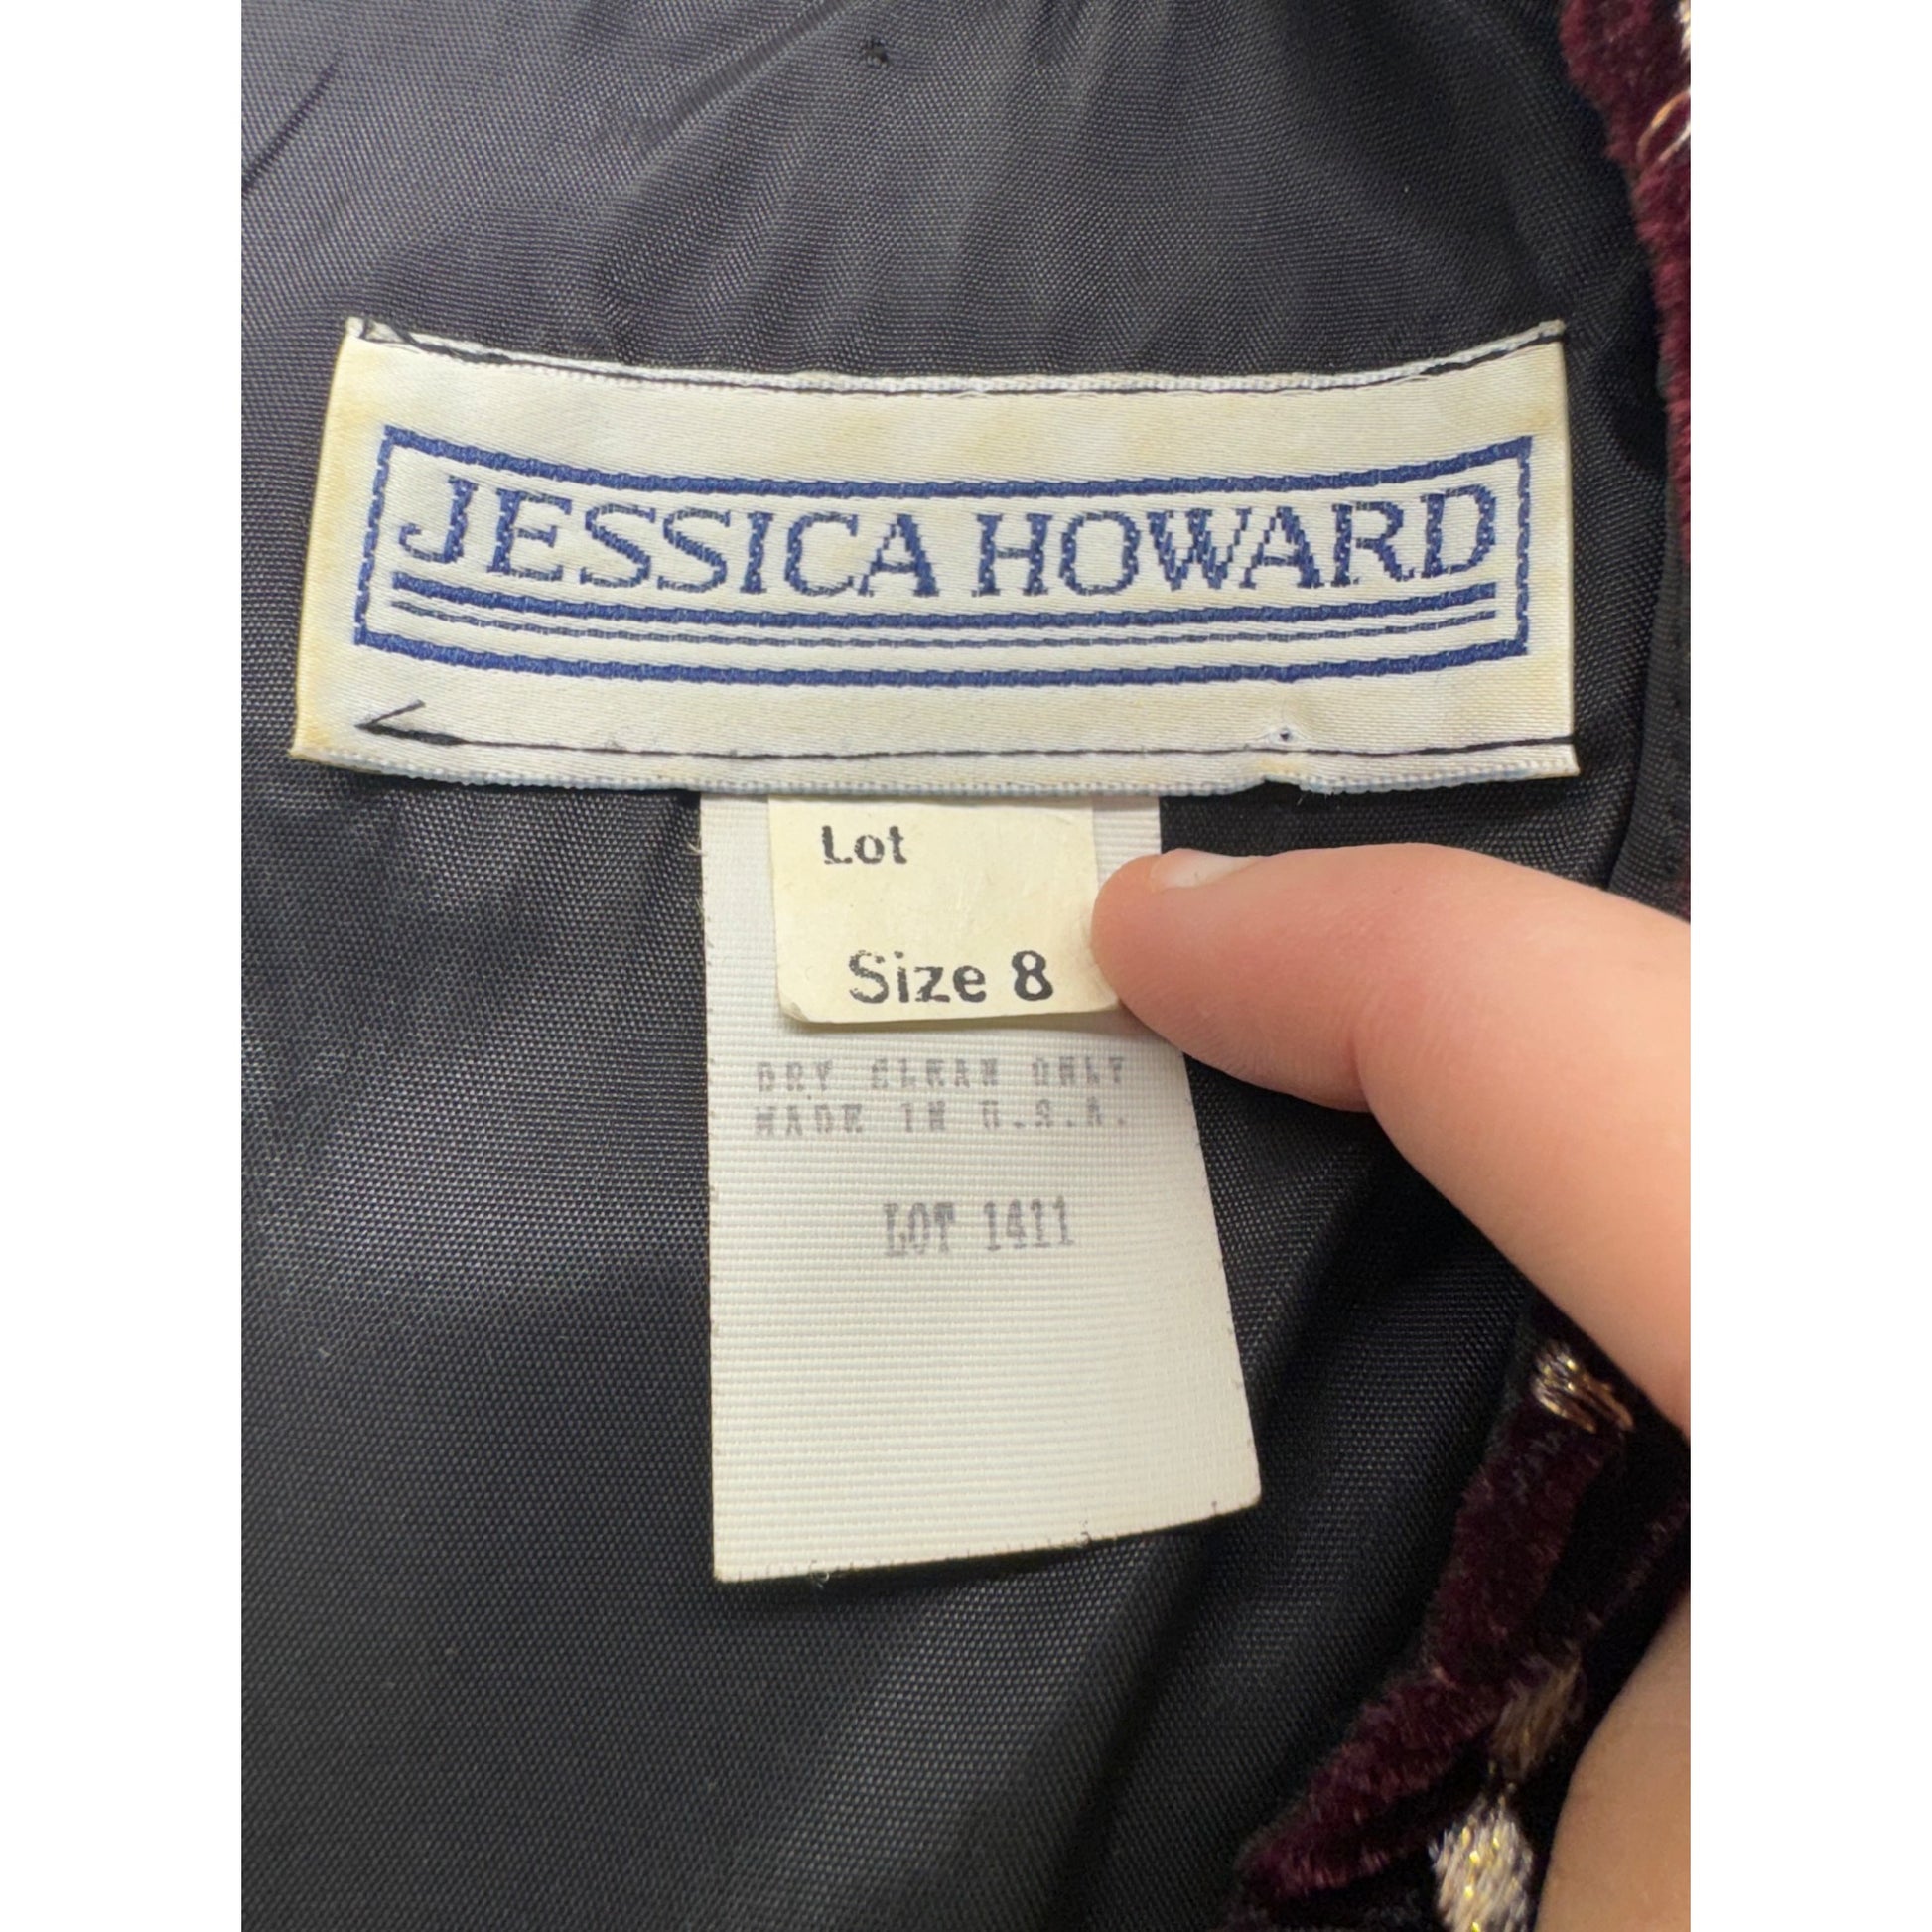 JESSICA HOWARD
Lot
Size 8
DRY CLEAN ONLY
MADE IN U.S.A.
LOT 1411